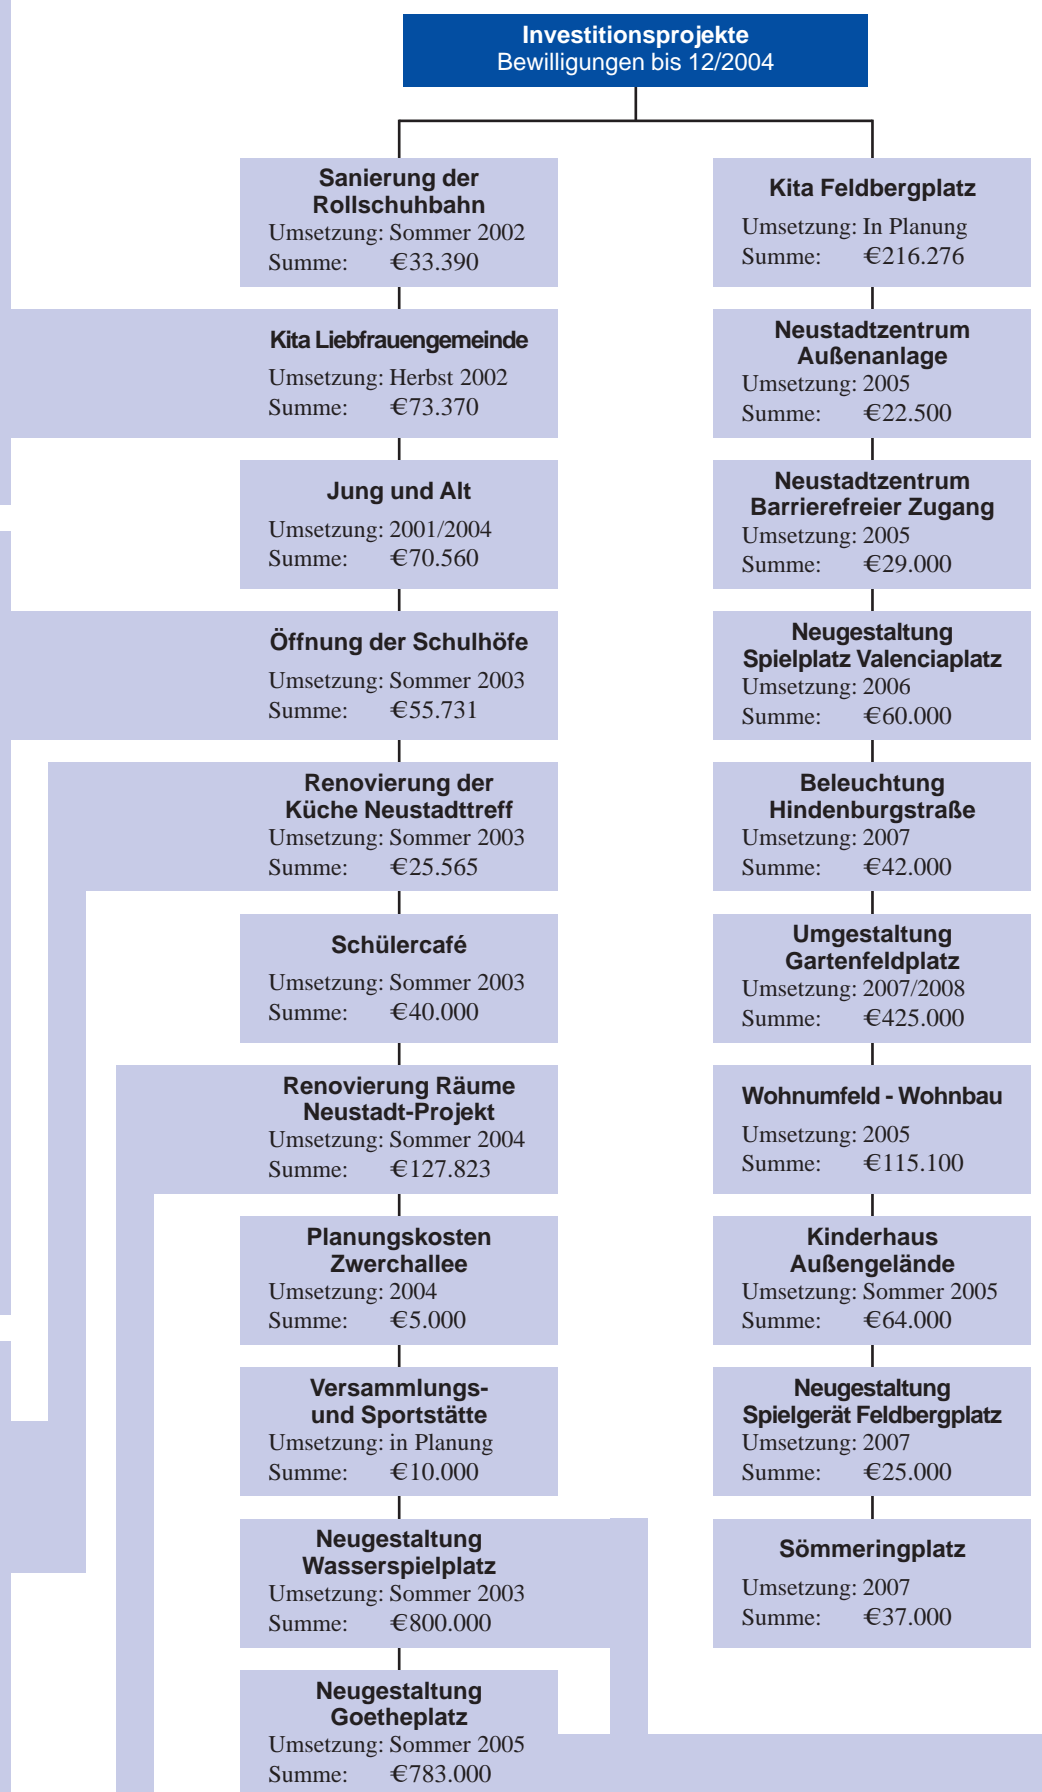 Investitionsprojekte
Bewilligungen bis 12/2004
Sanierung der
Rollschuhbahn
Umsetzung: Sommer 2002
Summe: €33.390
Kita Liebfrauengemeinde
Umsetzung: Herbst 2002
Summe: €73.370
Jung und Alt
Umsetzung: 2001/2004
Summe: €70.560
Öffnung der Schulhöfe
Umsetzung: Sommer 2003
Summe: €55.731
Renovierung der
Küche Neustadttreff
Umsetzung: Sommer 2003
Summe: €25.565
Schülercafé
Umsetzung: Sommer 2003
Summe: €40.000
Renovierung Räume
Neustadt-Projekt
Umsetzung: Sommer 2004
Summe: €127.823
Planungskosten
Zwerchallee
Umsetzung: 2004
Summe: €5.000
Versammlungs-
und Sportstätte
Umsetzung: in Planung
Summe: €10.000
Neugestaltung
Wasserspielplatz
Umsetzung: Sommer 2003
Summe: €800.000
Neugestaltung
Goetheplatz
Umsetzung: Sommer 2005
Summe: €783.000
Kita Feldbergplatz
Umsetzung: In Planung
Summe: €216.276
Neustadtzentrum
Außenanlage
Umsetzung: 2005
Summe: €22.500
Neustadtzentrum
Barrierefreier Zugang
Umsetzung: 2005
Summe: €29.000
Neugestaltung
Spielplatz Valenciaplatz
Umsetzung: 2006
Summe: €60.000
Beleuchtung
Hindenburgstraße
Umsetzung: 2007
Summe: €42.000
Umgestaltung
Gartenfeldplatz
Umsetzung: 2007/2008
Summe: €425.000
Wohnumfeld - Wohnbau
Umsetzung: 2005
Summe: €115.100
Kinderhaus
Außengelände
Umsetzung: Sommer 2005
Summe: €64.000
Neugestaltung
Spielgerät Feldbergplatz
Umsetzung: 2007
Summe: €25.000
Sömmeringplatz
Umsetzung: 2007
Summe: €37.000